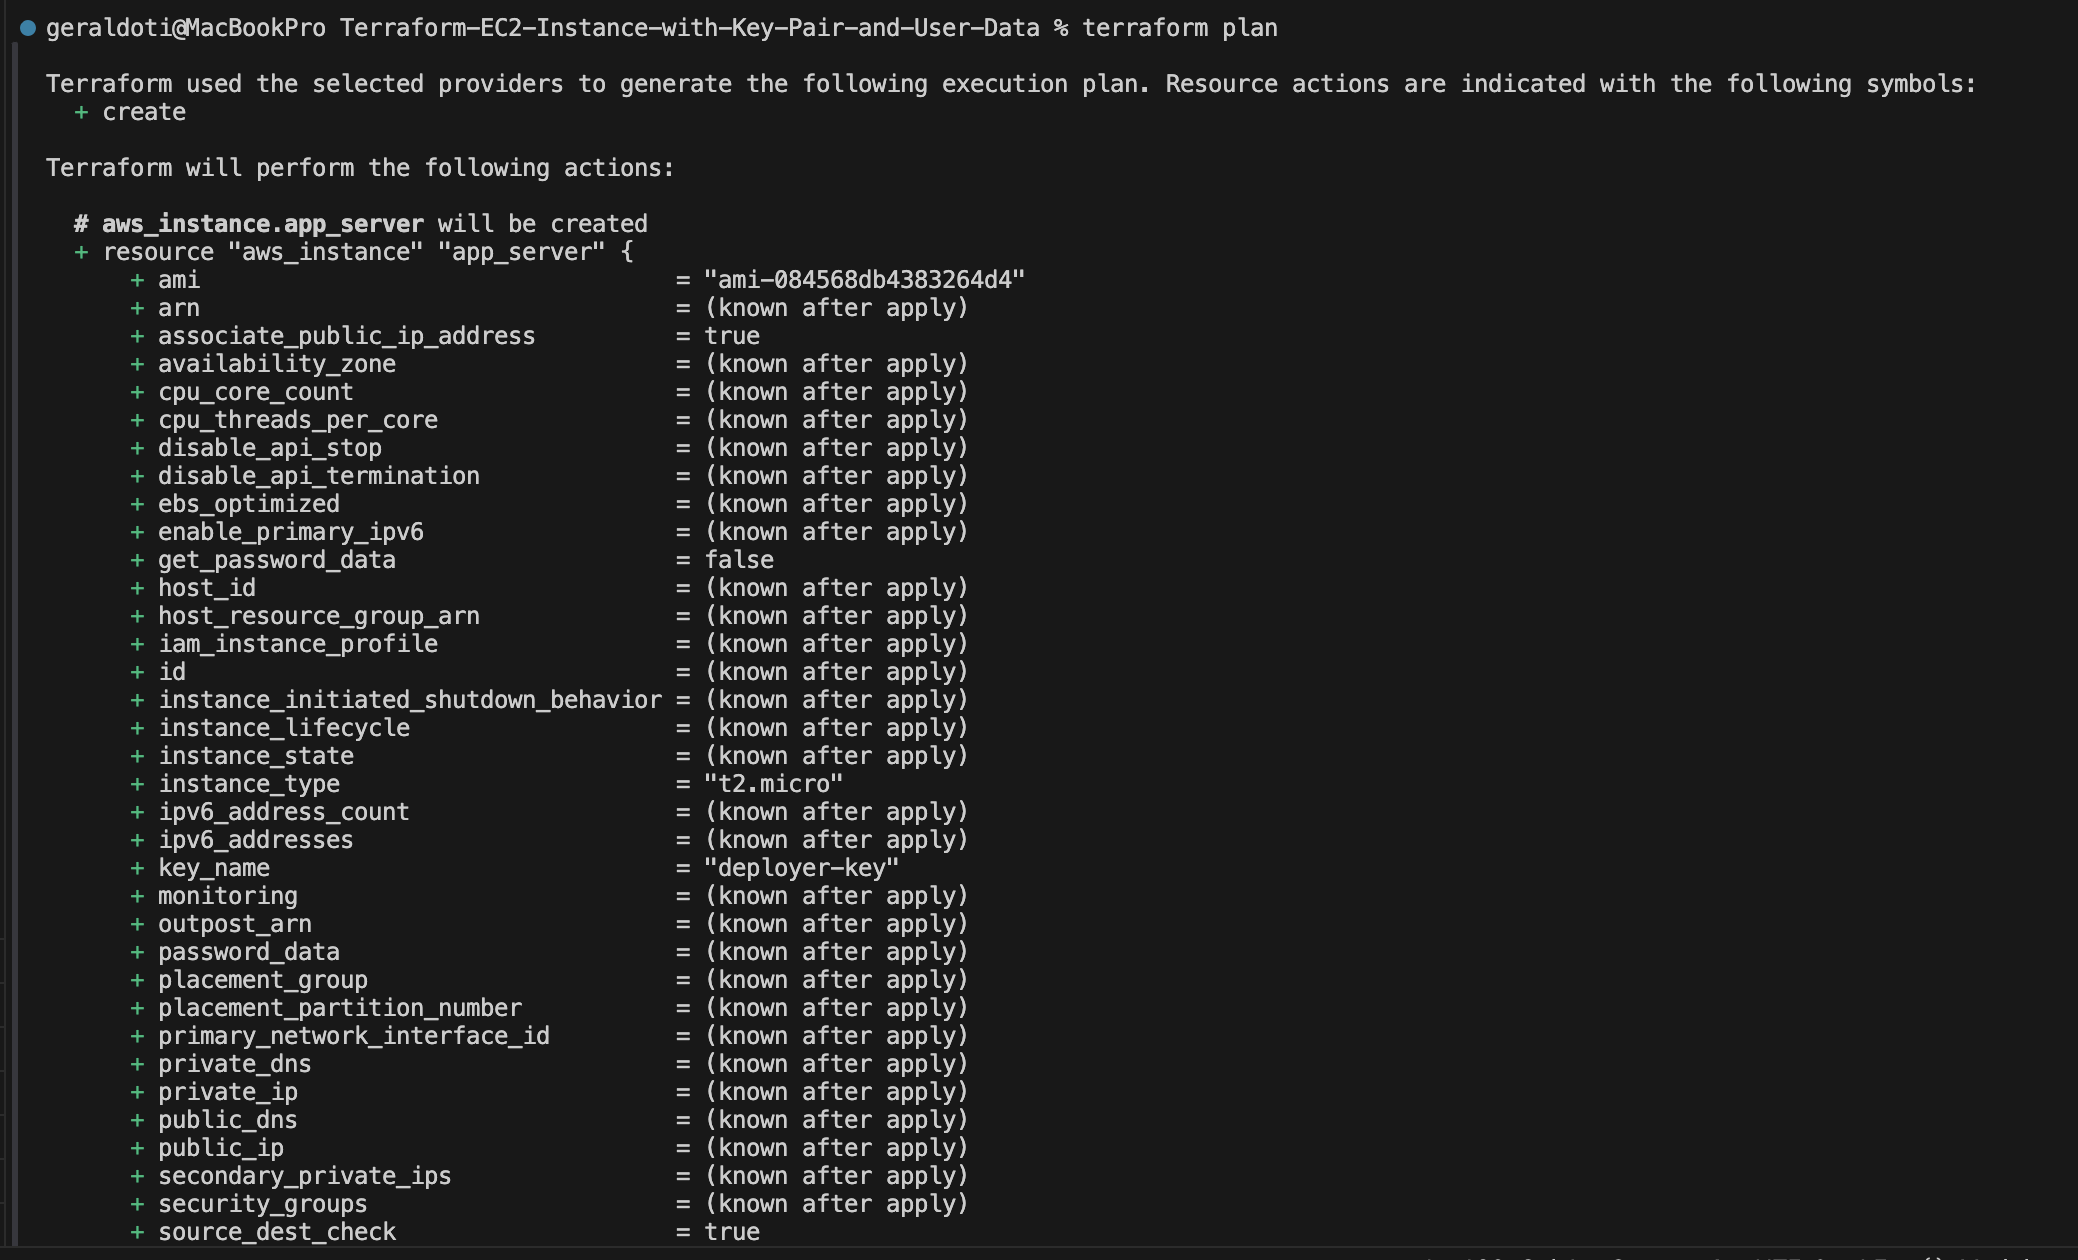 geraldoti@MacBookPro Terraform-EC2-Instance-with-Key-Pair-and-User-Data % terraform plan
Terraform used the selected providers to generate the following execution plan. Resource actions are indicated with the following symbols:
+ create
Terraform will perform the following actions:
# aws_instance.app_server will be created
+ resource "aws_instance" "app_server" {
+ ami = "ami-084568db4383264d4"
+ arn = (known after apply)
+ associate_public_ip_address = true
+ availability_zone = (known after apply)
+ cpu_core_count = (known after apply)
+ cpu_threads_per_core = (known after apply)
+ disable_api_stop = (known after apply)
+ disable_api_termination = (known after apply)
+ ebs_optimized = (known after apply)
+ enable_primary_ipv6 = (known after apply)
+ get_password_data = false
+ host_id = (known after apply)
+ host_resource_group_arn = (known after apply)
+ iam_instance_profile = (known after apply)
+ id = (known after apply)
+ instance_initiated_shutdown_behavior = (known after apply)
+ instance_lifecycle = (known after apply)
+ instance_state = (known after apply)
+ instance_type = "t2.micro"
+ ipv6_address_count = (known after apply)
+ ipv6_addresses = (known after apply)
+ key_name = "deployer-key"
+ monitoring = (known after apply)
+ outpost_arn = (known after apply)
+ password_data = (known after apply)
+ placement_group = (known after apply)
+ placement_partition_number = (known after apply)
+ primary_network_interface_id = (known after apply)
+ private_dns = (known after apply)
+ private_ip = (known after apply)
+ public_dns = (known after apply)
+ public_ip = (known after apply)
+ secondary_private_ips = (known after apply)
+ security_groups = (known after apply)
+ source_dest_check = true